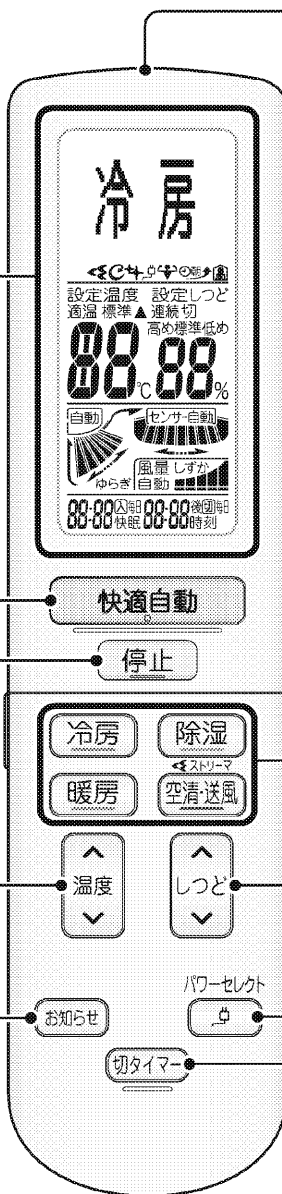 冷房
設定温度 設定しつど
適温 標準▲連続切
高め標準低め
88℃ 88%
自動 センサー自動
ゆらぎ 風量 しずか
自動
88:88入毎日 88:88後切毎日
快眠 時刻
快適自動
停止
冷房 除湿
ストリーマ
暖房 空清・送風
温度 しつど
パワーセレクト
お知らせ
切タイマー